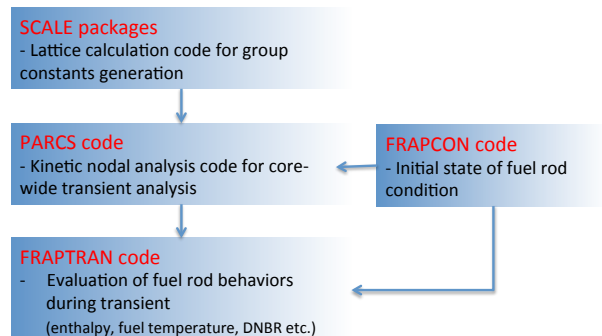 SCALE packages
- Lattice calculation code for group
constants generation
PARCS code
- Kinetic nodal analysis code for core-
wide transient analysis
FRAPCON code
- Initial state of fuel rod
condition
FRAPTRAN code
- Evaluation of fuel rod behaviors
during transient
(enthalpy, fuel temperature, DNBR etc.)